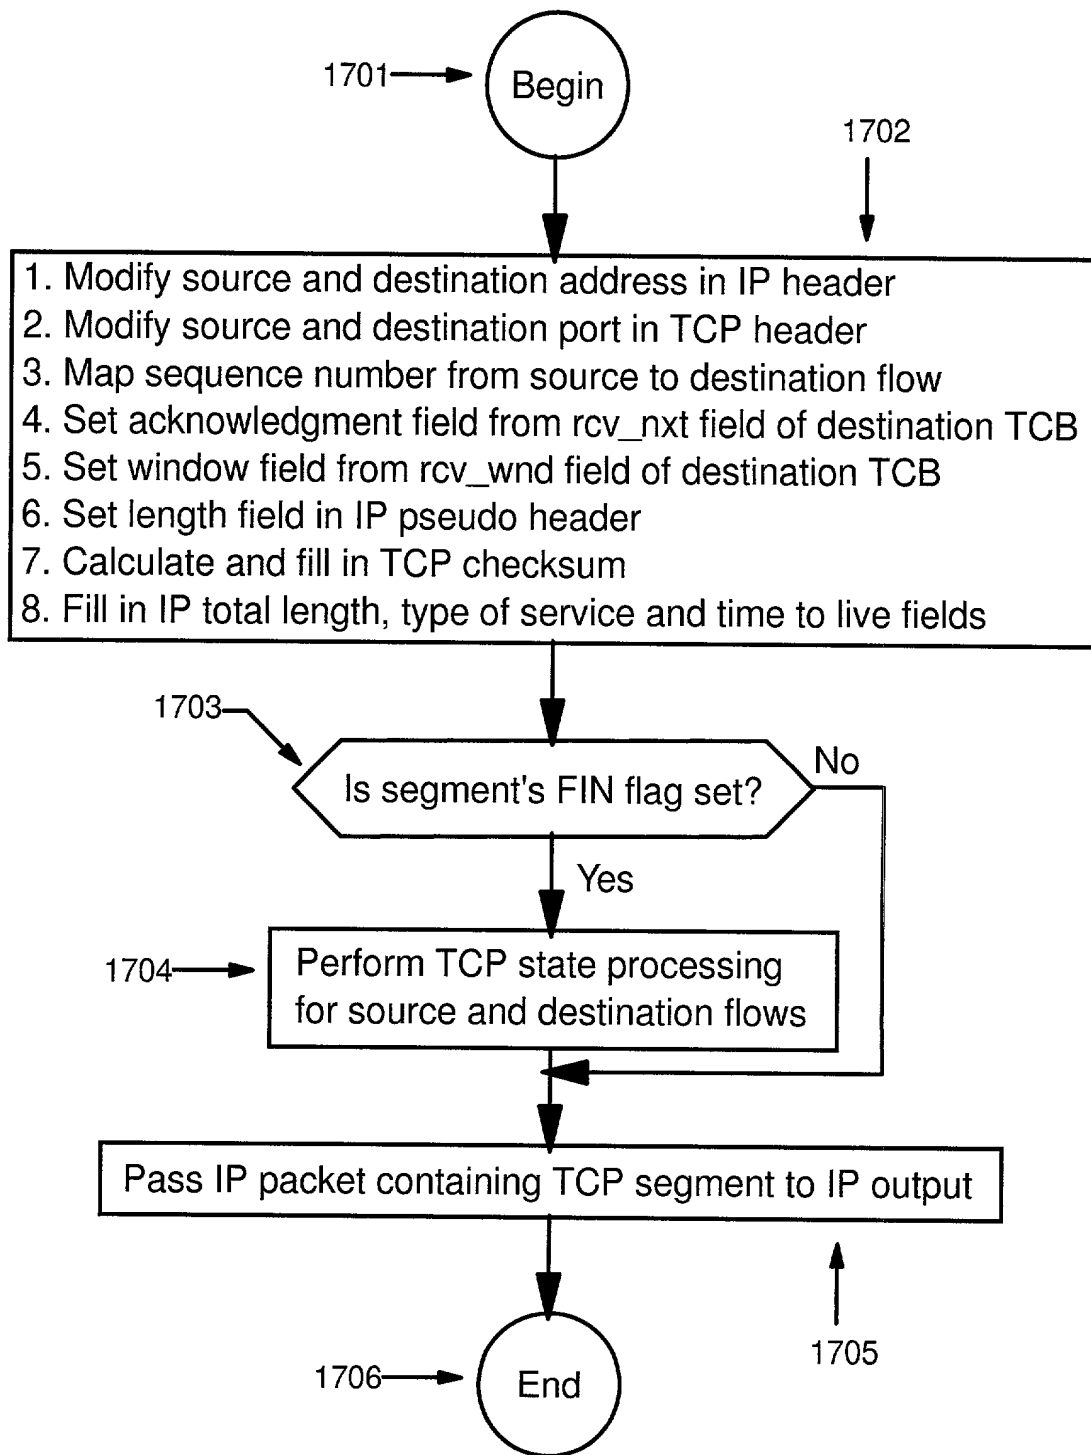 1701
Begin
1702
1. Modify source and destination address in IP header
2. Modify source and destination port in TCP header
3. Map sequence number from source to destination flow
4. Set acknowledgment field from rcv_nxt field of destination TCB
5. Set window field from rcv_wnd field of destination TCB
6. Set length field in IP pseudo header
7. Calculate and fill in TCP checksum
8. Fill in IP total length, type of service and time to live fields
1703
Is segment's FIN flag set?
No
Yes
1704
Perform TCP state processing
for source and destination flows
Pass IP packet containing TCP segment to IP output
1705
1706
End